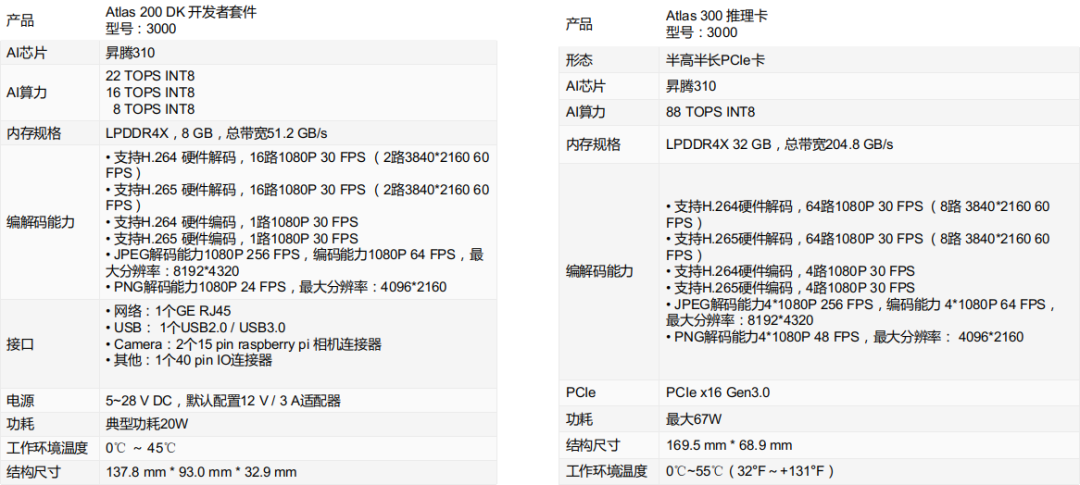 产品
Atlas 200 DK 开发者套件
型号：3000
AI芯片
昇腾310
AI算力
22 TOPS INT8
16 TOPS INT8
8 TOPS INT8
内存规格
LPDDR4X，8 GB，总带宽51.2 GB/s
编解码能力
• 支持H.264 硬件解码，16路1080P 30 FPS （ 2路3840*2160 60
FPS）
• 支持H.265 硬件解码，16路1080P 30 FPS （ 2路3840*2160 60
FPS）
• 支持H.264 硬件编码，1路1080P 30 FPS
• 支持H.265 硬件编码，1路1080P 30 FPS
• JPEG解码能力1080P 256 FPS，编码能力1080P 64 FPS，最
大分辨率：8192*4320
• PNG解码能力1080P 24 FPS，最大分辨率：4096*2160
接口
• 网络：1个GE RJ45
• USB： 1个USB2.0 / USB3.0
• Camera：2个15 pin raspberry pi 相机连接器
• 其他：1个40 pin IO连接器
电源
5~28 V DC，默认配置12 V / 3 A适配器
功耗
典型功耗20W
工作环境温度
0℃ ~ 45℃
结构尺寸
137.8 mm * 93.0 mm * 32.9 mm
产品
Atlas 300 推理卡
型号：3000
形态
半高半长PCIe卡
AI芯片
昇腾310
AI算力
88 TOPS INT8
内存规格
LPDDR4X 32 GB，总带宽204.8 GB/s
编解码能力
• 支持H.264硬件解码，64路1080P 30 FPS （ 8路 3840*2160 60
FPS）
• 支持H.265硬件解码，64路1080P 30 FPS （ 8路 3840*2160 60
FPS）
• 支持H.264硬件编码，4路1080P 30 FPS
• 支持H.265硬件编码，4路1080P 30 FPS
• JPEG解码能力4*1080P 256 FPS，编码能力 4*1080P 64 FPS，
最大分辨率：8192*4320
• PNG解码能力4*1080P 48 FPS，最大分辨率： 4096*2160
PCIe
PCIe x16 Gen3.0
功耗
最大67W
结构尺寸
169.5 mm * 68.9 mm
工作环境温度
0℃~55℃（32°F ~ +131°F）